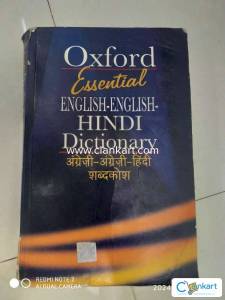 Oxford
Essential
ENGLISH-ENGLISH-
HINDI
www.clankart.com
Dictionary
अंग्रेज़ी-अंग्रेज़ी-हिंदी
शब्दकोश
REDMI NOTE 7
AI DUAL CAMERA
2024
Clankart